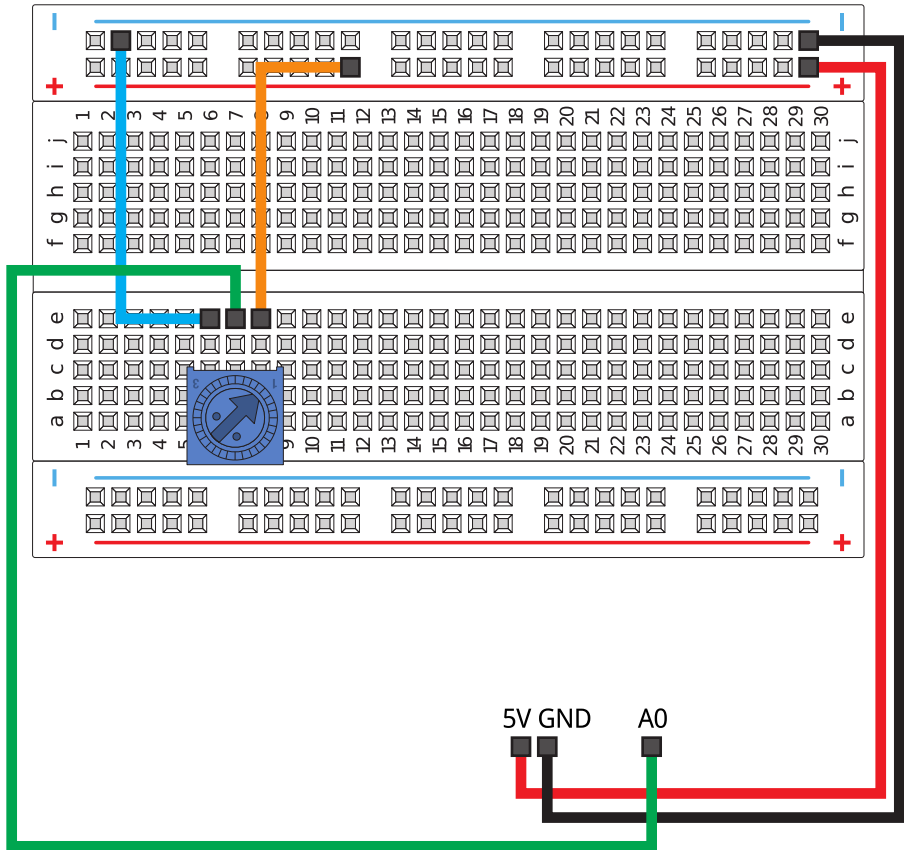 − −
+ +
1 2 3 4 5 6 7 8 9 10 11 12 13 14 15 16 17 18 19 20 21 22 23 24 25 26 27 28 29 30
j j
i i
h h
g g
f f
e e
d d
c c
3 1
b b
a a
1 2 3 4 5 9 10 11 12 13 14 15 16 17 18 19 20 21 22 23 24 25 26 27 28 29 30
− −
+ +
5V GND A0